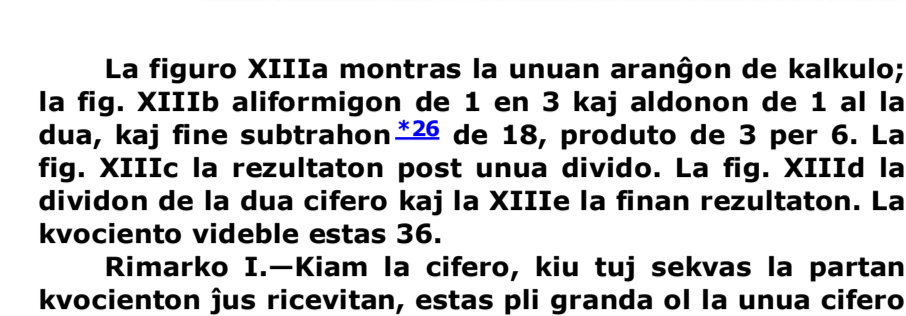 La figuro XIIIa montras la unuan aranĝon de kalkulo;
la fig. XIIIb aliformigon de 1 en 3 kaj aldonon de 1 al la
dua, kaj fine subtrahon *26 de 18, produto de 3 per 6. La
fig. XIIIc la rezultaton post unua divido. La fig. XIIId la
dividon de la dua cifero kaj la XIIIe la finan rezultaton. La
kvociento videble estas 36.
Rimarko I.—Kiam la cifero, kiu tuj sekvas la partan
kvocienton ĵus ricevitan, estas pli granda ol la unua cifero